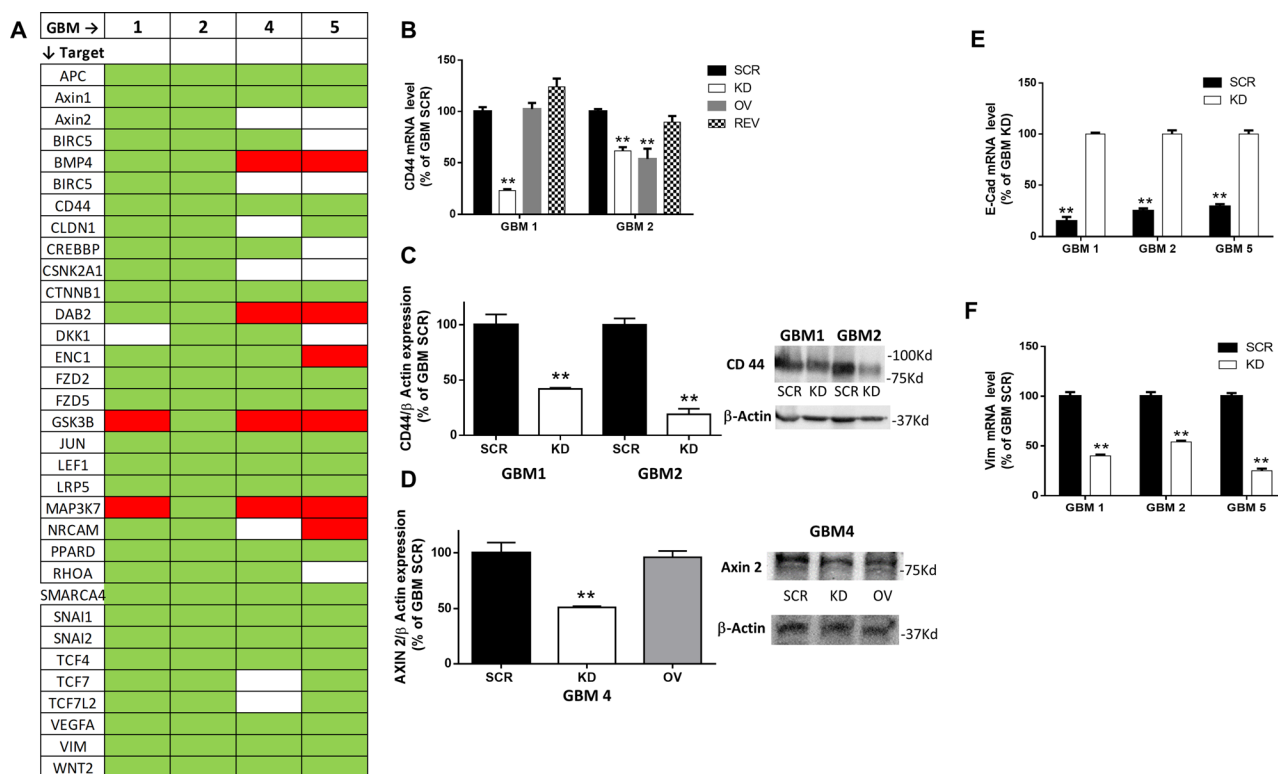 A
GBM → 1 2 4 5
↓ Target
APC
Axin1
Axin2
BIRC5
BMP4
BIRC5
CD44
CLDN1
CREBBP
CSNK2A1
CTNNB1
DAB2
DKK1
ENC1
FZD2
FZD5
GSK3B
JUN
LEF1
LRP5
MAP3K7
NRCAM
PPARD
RHOA
SMARCA4
SNAI1
SNAI2
TCF4
TCF7
TCF7L2
VEGFA
VIM
WNT2
B
CD44 mRNA level
(% of GBM SCR)
150
100
50
0
** ** **
GBM 1 GBM 2
SCR
KD
OV
REV
C
CD44/β Actin expression
(% of GBM SCR)
100
50
0
** **
SCR KD SCR KD
GBM1 GBM2
GBM1 GBM2
CD 44
-100Kd
-75Kd
SCR KD SCR KD
β-Actin
-37Kd
D
AXIN 2/β Actin expression
(% of GBM SCR)
100
50
0
**
SCR KD OV
GBM 4
GBM4
Axin 2
-75Kd
SCR KD OV
β-Actin
-37Kd
E
E-Cad mRNA level
(% of GBM KD)
150
100
50
0
** ** **
GBM 1 GBM 2 GBM 5
SCR
KD
F
Vim mRNA level
(% of GBM SCR)
150
100
50
0
** ** **
GBM 1 GBM 2 GBM 5
SCR
KD